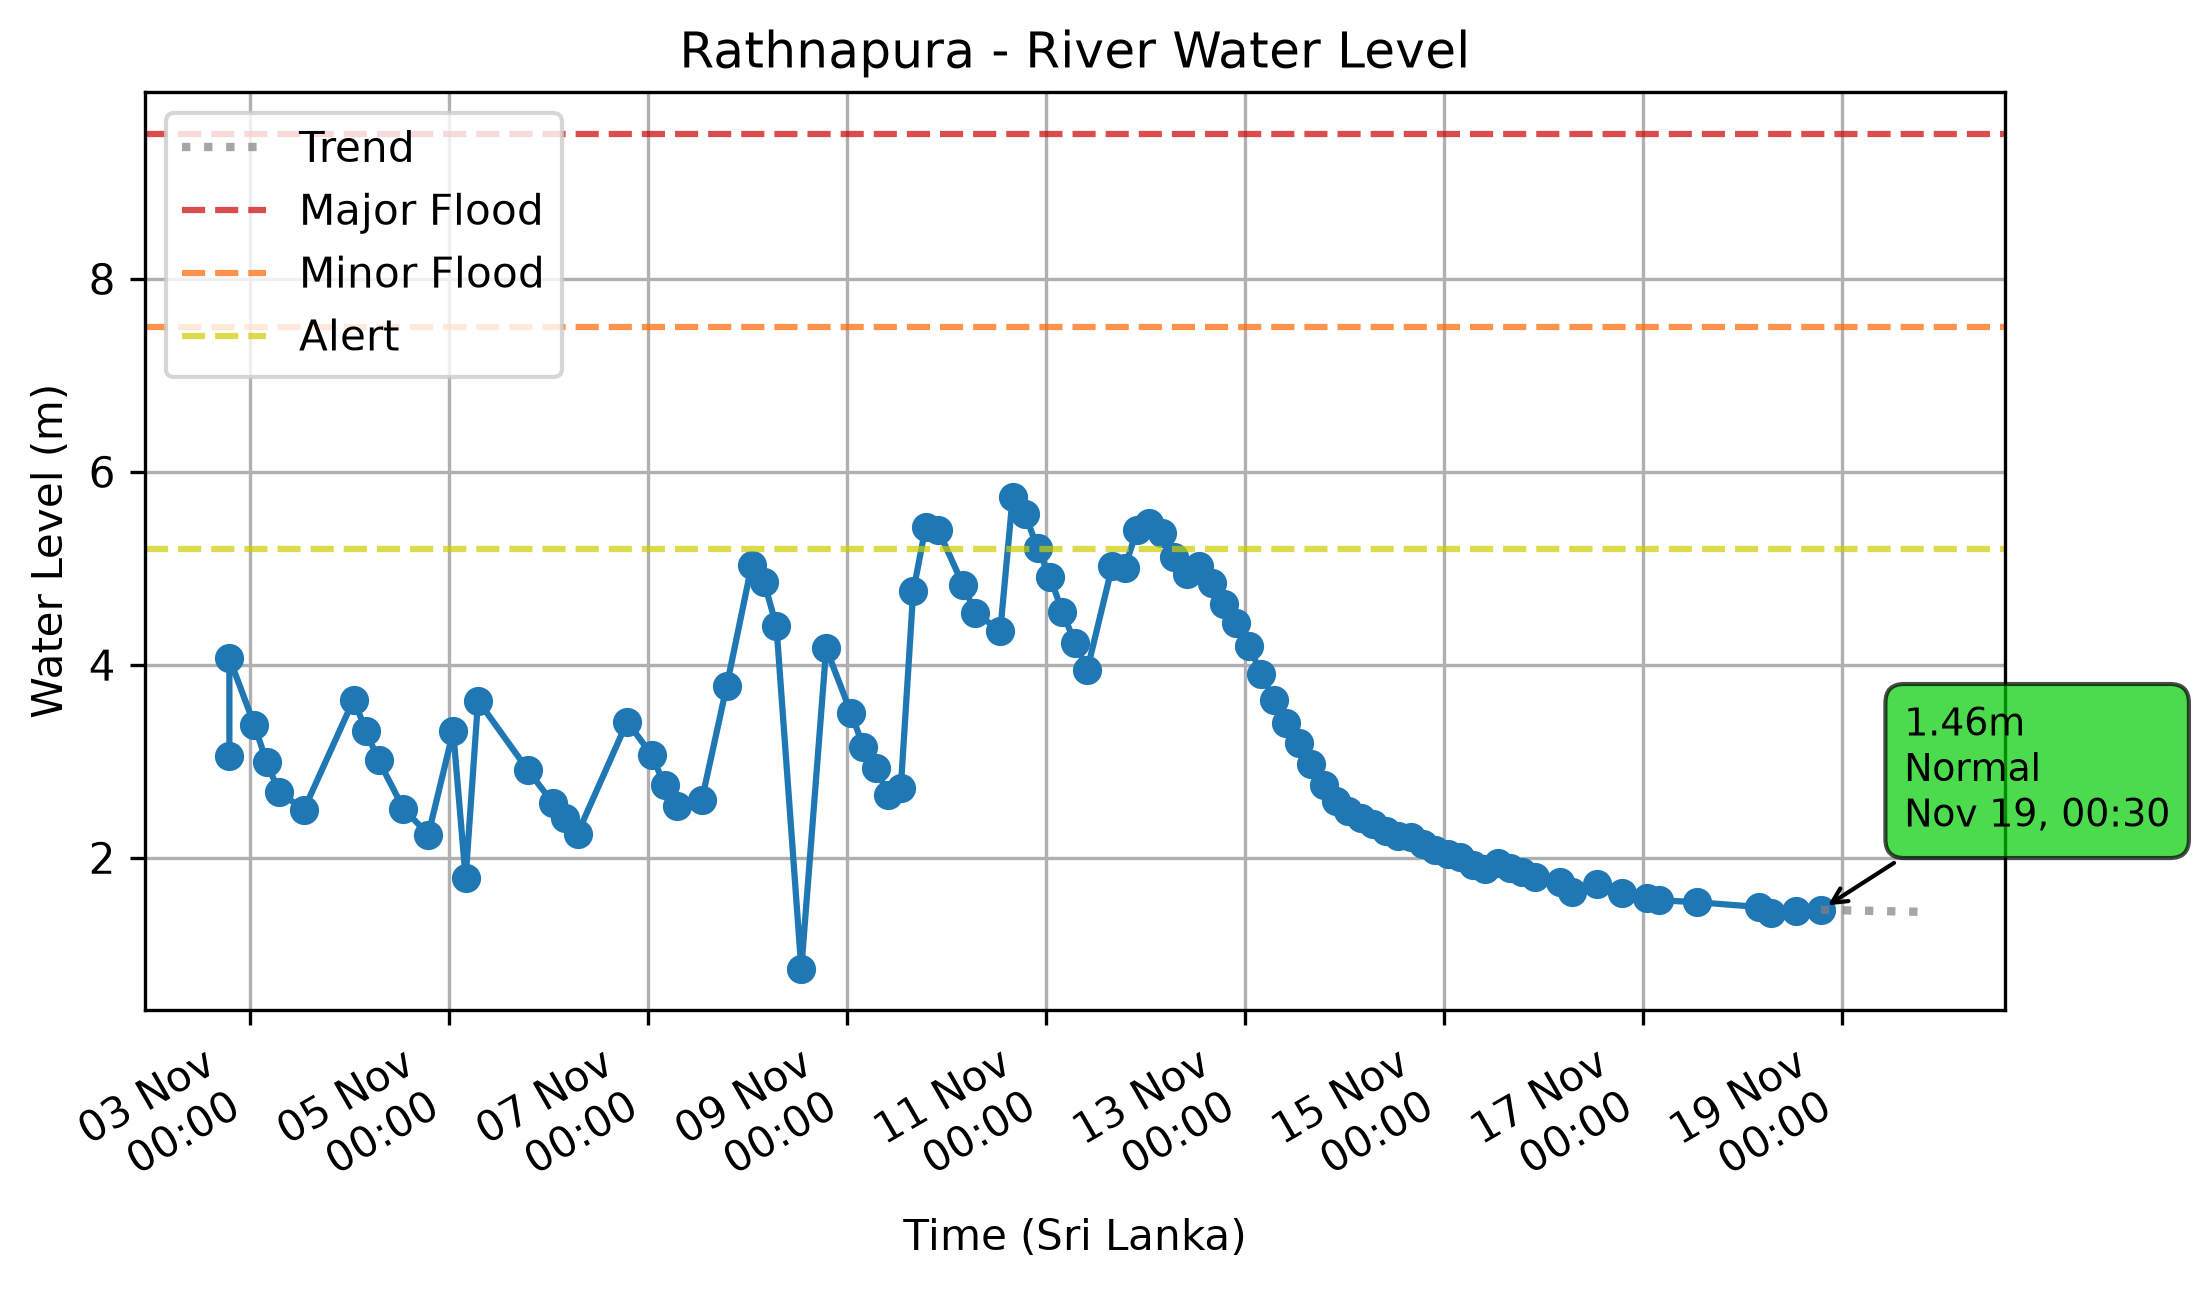 Rathnapura - River Water Level
Trend
Major Flood
Minor Flood
Alert
Water Level (m)
8
6
4
2
1.46m
Normal
Nov 19, 00:30
03 Nov
00:00
05 Nov
00:00
07 Nov
00:00
09 Nov
00:00
11 Nov
00:00
13 Nov
00:00
15 Nov
00:00
17 Nov
00:00
19 Nov
00:00
Time (Sri Lanka)